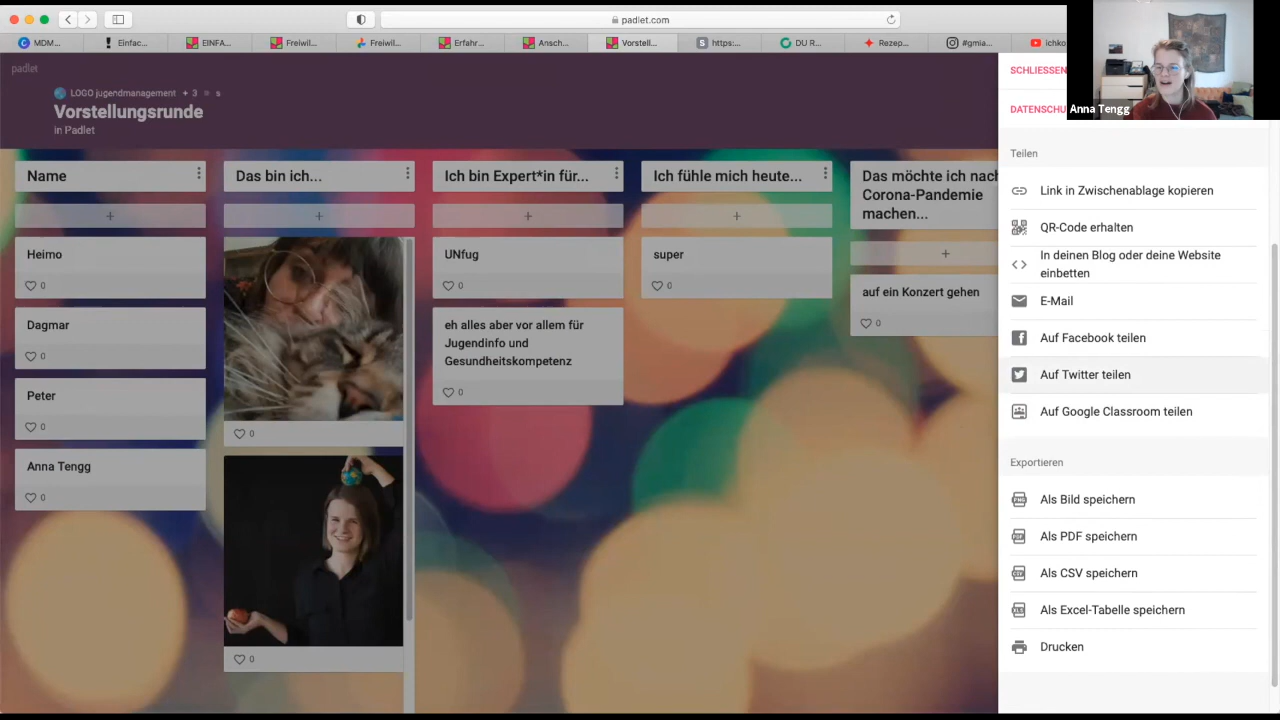 padlet.com
MDM...
Einfac...
EINFA...
Freiwil...
Freiwil...
Erfahr...
Ansch...
Vorstell...
https:...
DU R...
Rezep...
#gmia...
ichko
padlet
LOGO jugendmanagement + 3
Vorstellungsrunde
in Padlet
Name
+
Heimo
0
Dagmar
0
Peter
0
Anna Tengg
0
Das bin ich...
+
0
0
Ich bin Expert*in für...
+
UNfug
0
eh alles aber vor allem für
Jugendinfo und
Gesundheitskompetenz
0
Ich fühle mich heute...
+
super
0
Das möchte ich nach
Corona-Pandemie
machen...
+
auf ein Konzert gehen
0
SCHLIESSEN
DATENSCHU
Anna Tengg
Teilen
Link in Zwischenablage kopieren
QR-Code erhalten
In deinen Blog oder deine Website
einbetten
E-Mail
Auf Facebook teilen
Auf Twitter teilen
Auf Google Classroom teilen
Exportieren
Als Bild speichern
Als PDF speichern
Als CSV speichern
Als Excel-Tabelle speichern
Drucken